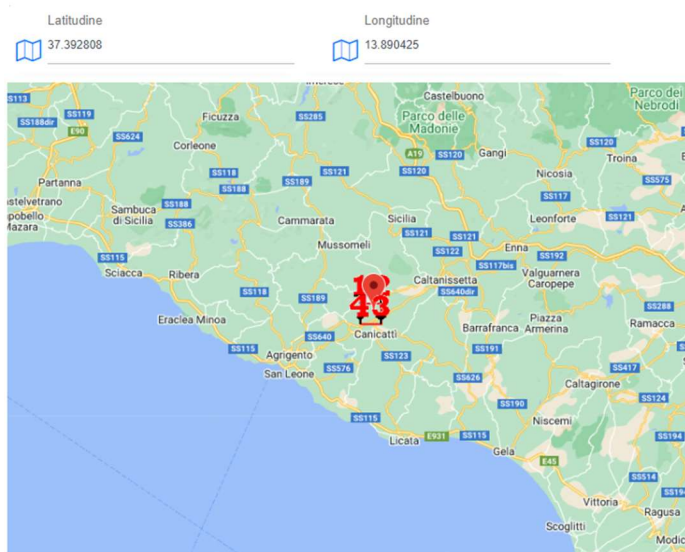 Latitudine Longitudine
37.392808 13.890425
Castelbuono
Parco dei
Nebrodi
SS113
SS119
SS188dir
E90
SS624
Ficuzza
SS285
Parco delle
Madonie
Corleone
A19
SS120
Gangi
SS120
Troina
Partanna
SS118
SS121
SS120
Nicosia
SS188
SS189
SS575
SS117
Sambuca
di Sicilia
SS188
SS386
Cammarata
Sicilia
Leonforte
SS121
Mazara
Mussomeli
SS121
SS122
Enna
SS192
SS115
Sciacca
Ribera
SS117bis
Caltanissetta
Valguarnera
Caropepe
SS118
SS189
SS640dir
SS288
43
Eraclea Minoa
SS640
Canicattì
Barrafranca
Piazza
Armerina
Ramacca
SS115
Agrigento
SS123
SS191
San Leone
SS576
SS626
SS417
Caltagirone
SS190
SS124
SS115
Niscemi
Licata
E931
SS115
SS194
Gela
E45
SS514
Vittoria
SS194
Ragusa
Scoglitti